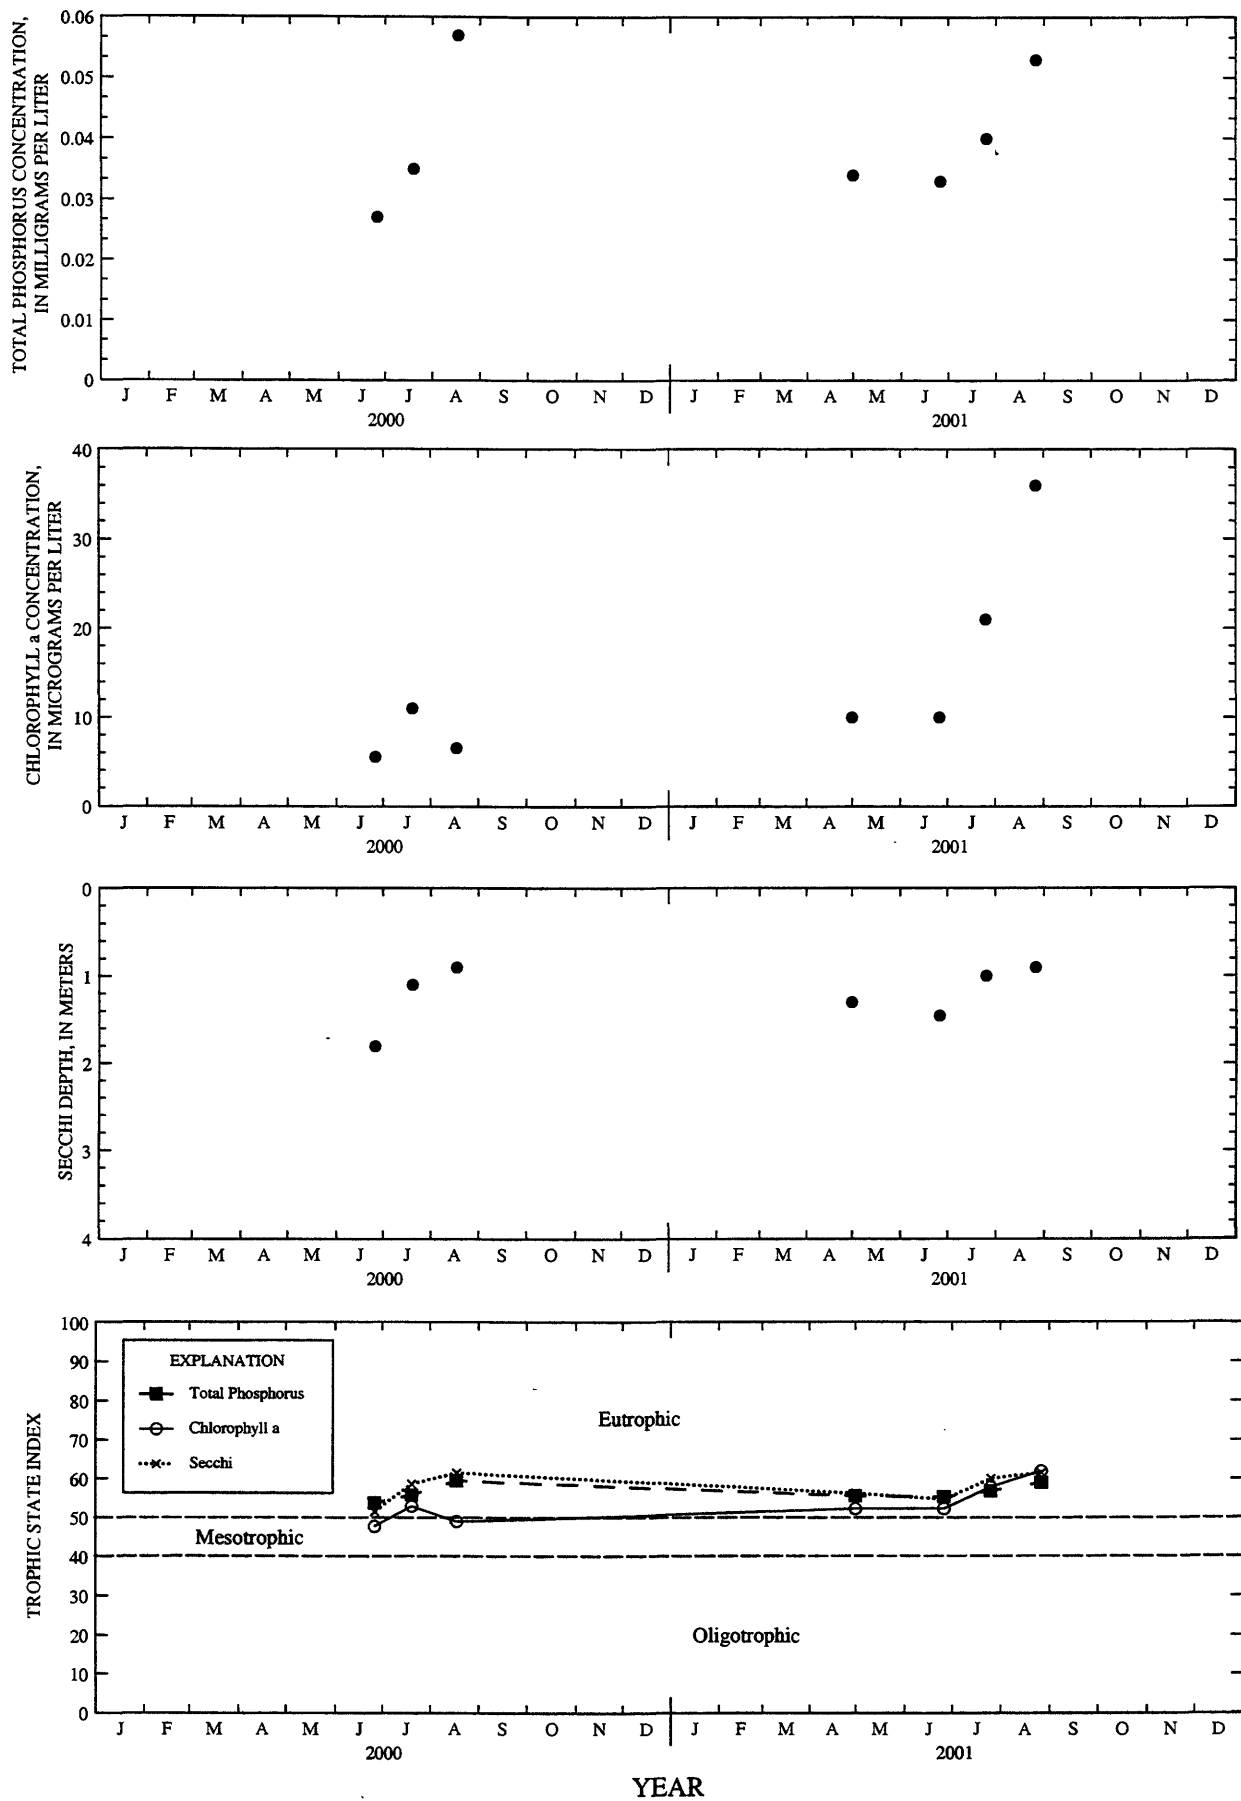 TOTAL PHOSPHORUS CONCENTRATION,
IN MILLIGRAMS PER LITER
0.06
0.05
0.04
0.03
0.02
0.01
0
J F M A M J J A S O N D J F M A M J J A S O N D
2000 2001
CHLOROPHYLL a CONCENTRATION,
IN MICROGRAMS PER LITER
40
30
20
10
0
J F M A M J J A S O N D J F M A M J J A S O N D
2000 2001
SECCHI DEPTH, IN METERS
0
1
2
3
4
J F M A M J J A S O N D J F M A M J J A S O N D
2000 2001
TROPHIC STATE INDEX
100
90
80
70
60
50
40
30
20
10
0
EXPLANATION
Total Phosphorus
Chlorophyll a
Secchi
Eutrophic
Mesotrophic
Oligotrophic
J F M A M J J A S O N D J F M A M J J A S O N D
2000 2001
YEAR